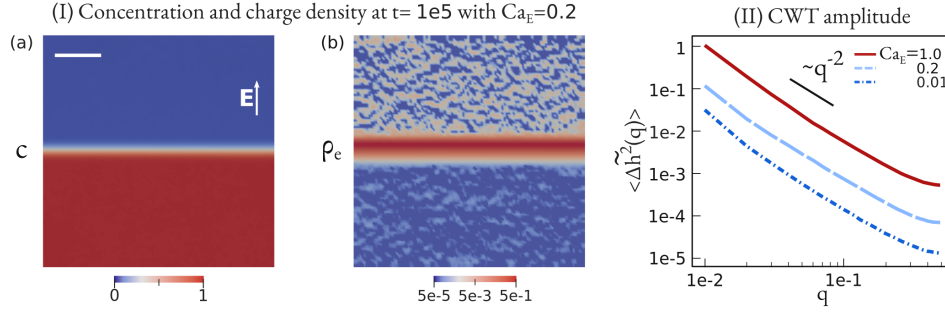 (I) Concentration and charge density at t= 1e5 with Ca_E=0.2
(a)
E
c
0 1
(b)
ρ_e
5e-5 5e-3 5e-1
(II) CWT amplitude
Ca_E=1.0
0.2
0.01
~q^-2
<Δh̃²(q)>
1
1e-1
1e-2
1e-3
1e-4
1e-5
1e-2 1e-1
q